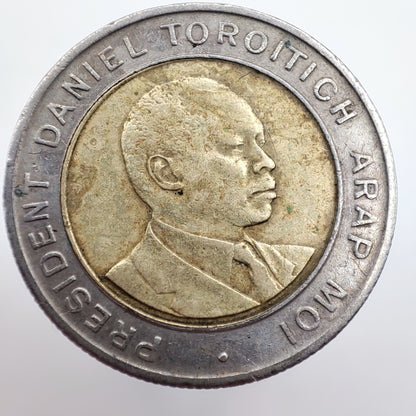 PRESIDENT DANIEL TOROITICH ARAP MOI